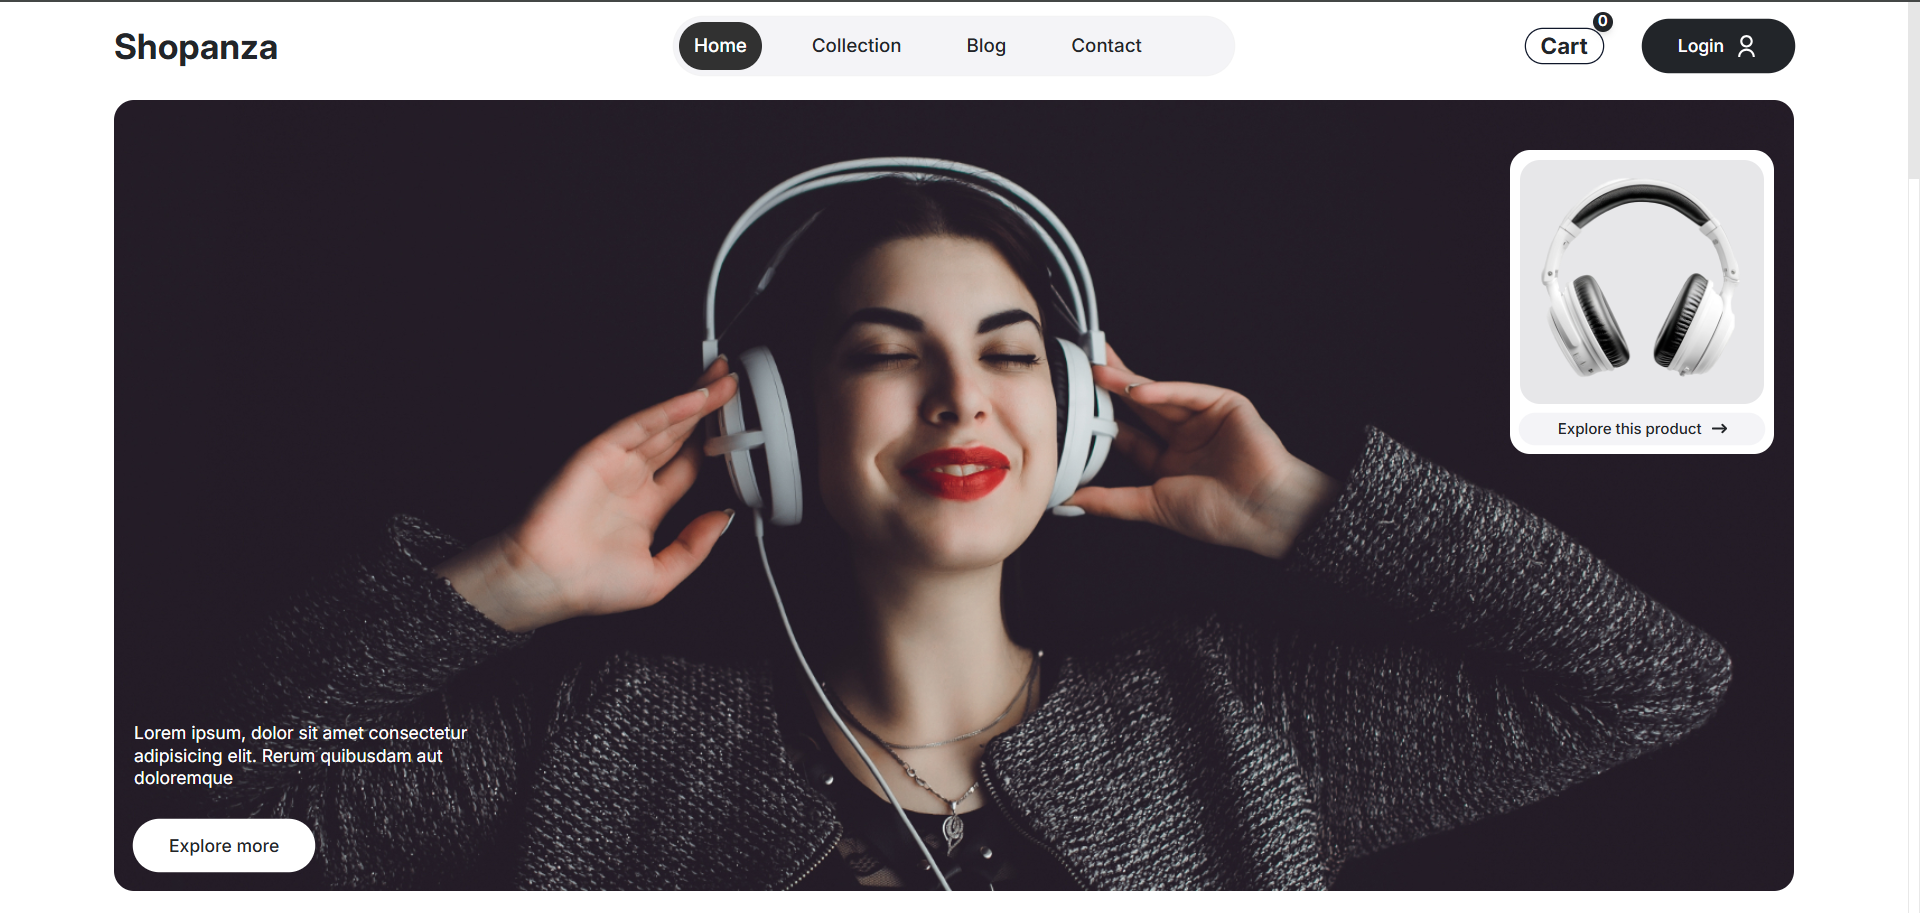 Shopanza
Home
Collection
Blog
Contact
Cart
0
Login
Explore this product
Lorem ipsum, dolor sit amet consectetur
adipisicing elit. Rerum quibusdam aut
doloremque
Explore more